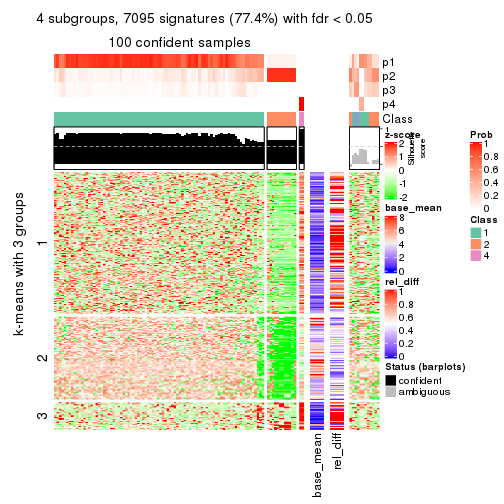 4 subgroups, 7095 signatures (77.4%) with fdr < 0.05
100 confident samples
p1
p2
p3
p4
Class
1
Silhouette
score
k-means with 3 groups
1
2
3
base_mean
rel_diff
z-score
2
1
0
-1
-2
base_mean
8
6
4
2
0
rel_diff
1
0.8
0.6
0.4
0.2
0
Status (barplots)
confident
ambiguous
Prob
1
0.8
0.6
0.4
0.2
0
Class
1
2
4